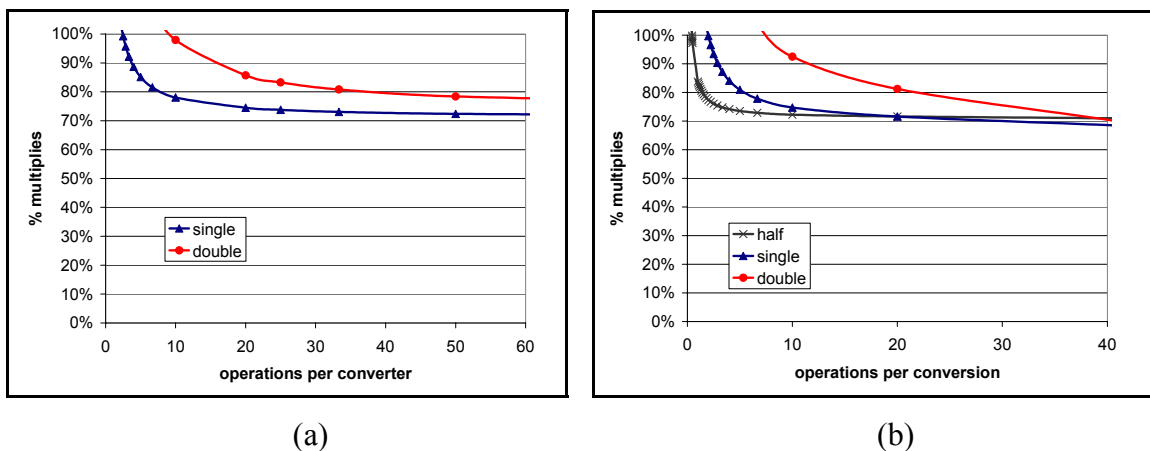 100%
90%
80%
70%
60%
50%
40%
30%
20%
10%
0%
% multiplies
single
double
0 10 20 30 40 50 60
operations per converter
(a)
100%
90%
80%
70%
60%
50%
40%
30%
20%
10%
0%
% multiplies
half
single
double
0 10 20 30 40
operations per conversion
(b)